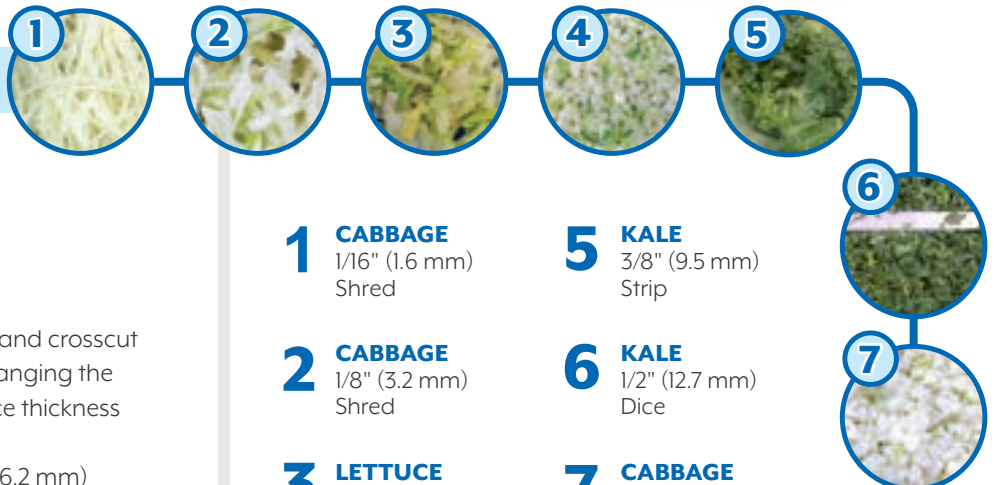 1
2
3
4
5
6
7
and crosscut
anging the
ce thickness
6.2 mm)
1 CABBAGE
1/16" (1.6 mm)
Shred
2 CABBAGE
1/8" (3.2 mm)
Shred
3 LETTUCE
5 KALE
3/8" (9.5 mm)
Strip
6 KALE
1/2" (12.7 mm)
Dice
7 CABBAGE